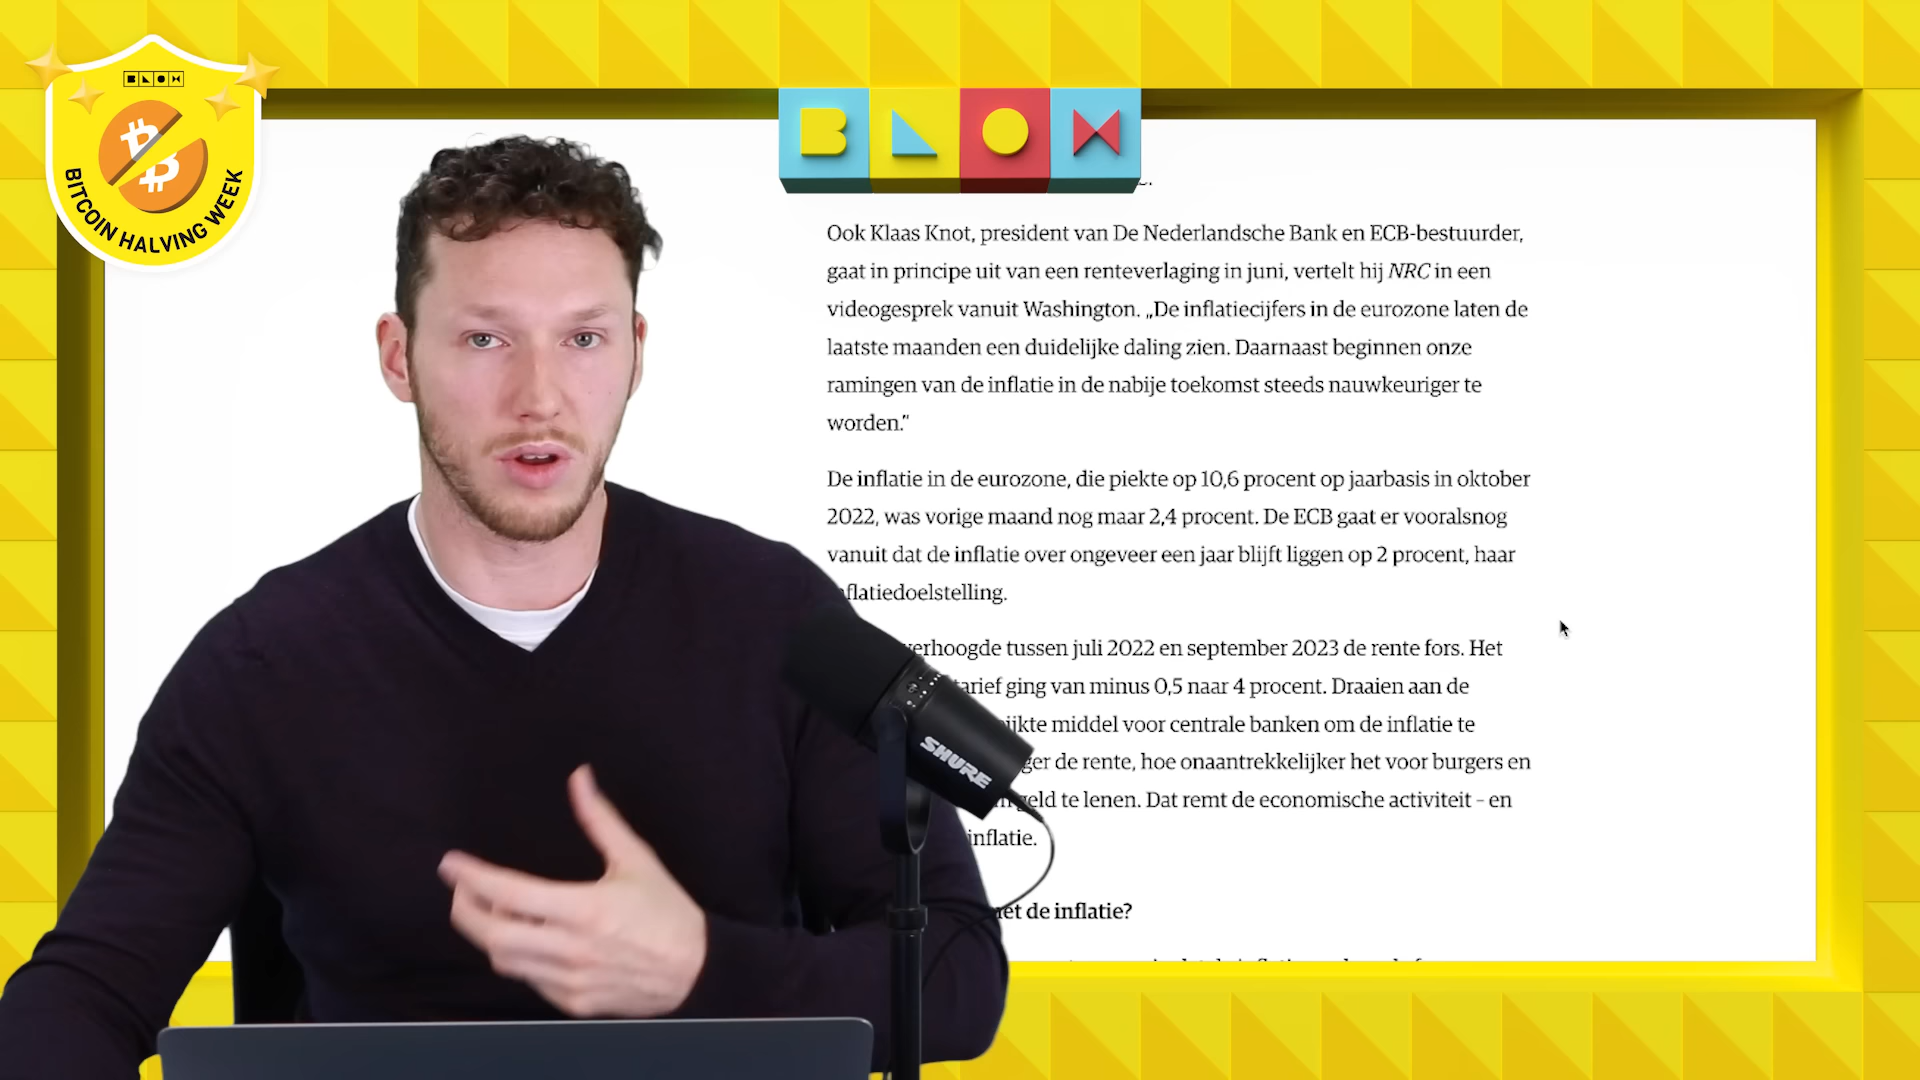 BLOX
BITCOIN HALVING WEEK
BLOX
Ook Klaas Knot, president van De Nederlandsche Bank en ECB-bestuurder,
gaat in principe uit van een renteverlaging in juni, vertelt hij NRC in een
videogesprek vanuit Washington. „De inflatiecijfers in de eurozone laten de
laatste maanden een duidelijke daling zien. Daarnaast beginnen onze
ramingen van de inflatie in de nabije toekomst steeds nauwkeuriger te
worden.”
De inflatie in de eurozone, die piekte op 10,6 procent op jaarbasis in oktober
2022, was vorige maand nog maar 2,4 procent. De ECB gaat er vooralsnog
vanuit dat de inflatie over ongeveer een jaar blijft liggen op 2 procent, haar
nflatiedoelstelling.
verhoogde tussen juli 2022 en september 2023 de rente fors. Het
tarief ging van minus 0,5 naar 4 procent. Draaien aan de
ijkte middel voor centrale banken om de inflatie te
ger de rente, hoe onaantrekkelijker het voor burgers en
geld te lenen. Dat remt de economische activiteit – en
inflatie.
de inflatie?
SHURE